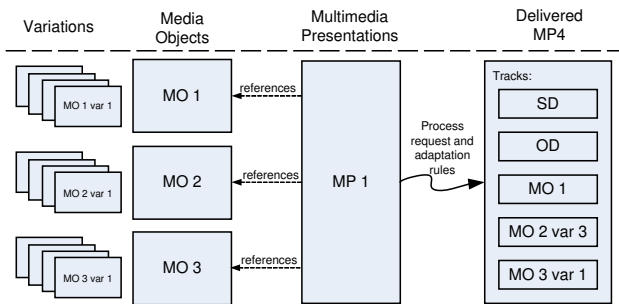 Variations
Media
Objects
Multimedia
Presentations
Delivered
MP4
MO 1 var 1
MO 1
references
MO 2 var 1
MO 2
references
MO 3 var 1
MO 3
references
MP 1
Process
request and
adaptation
rules
Tracks:
SD
OD
MO 1
MO 2 var 3
MO 3 var 1